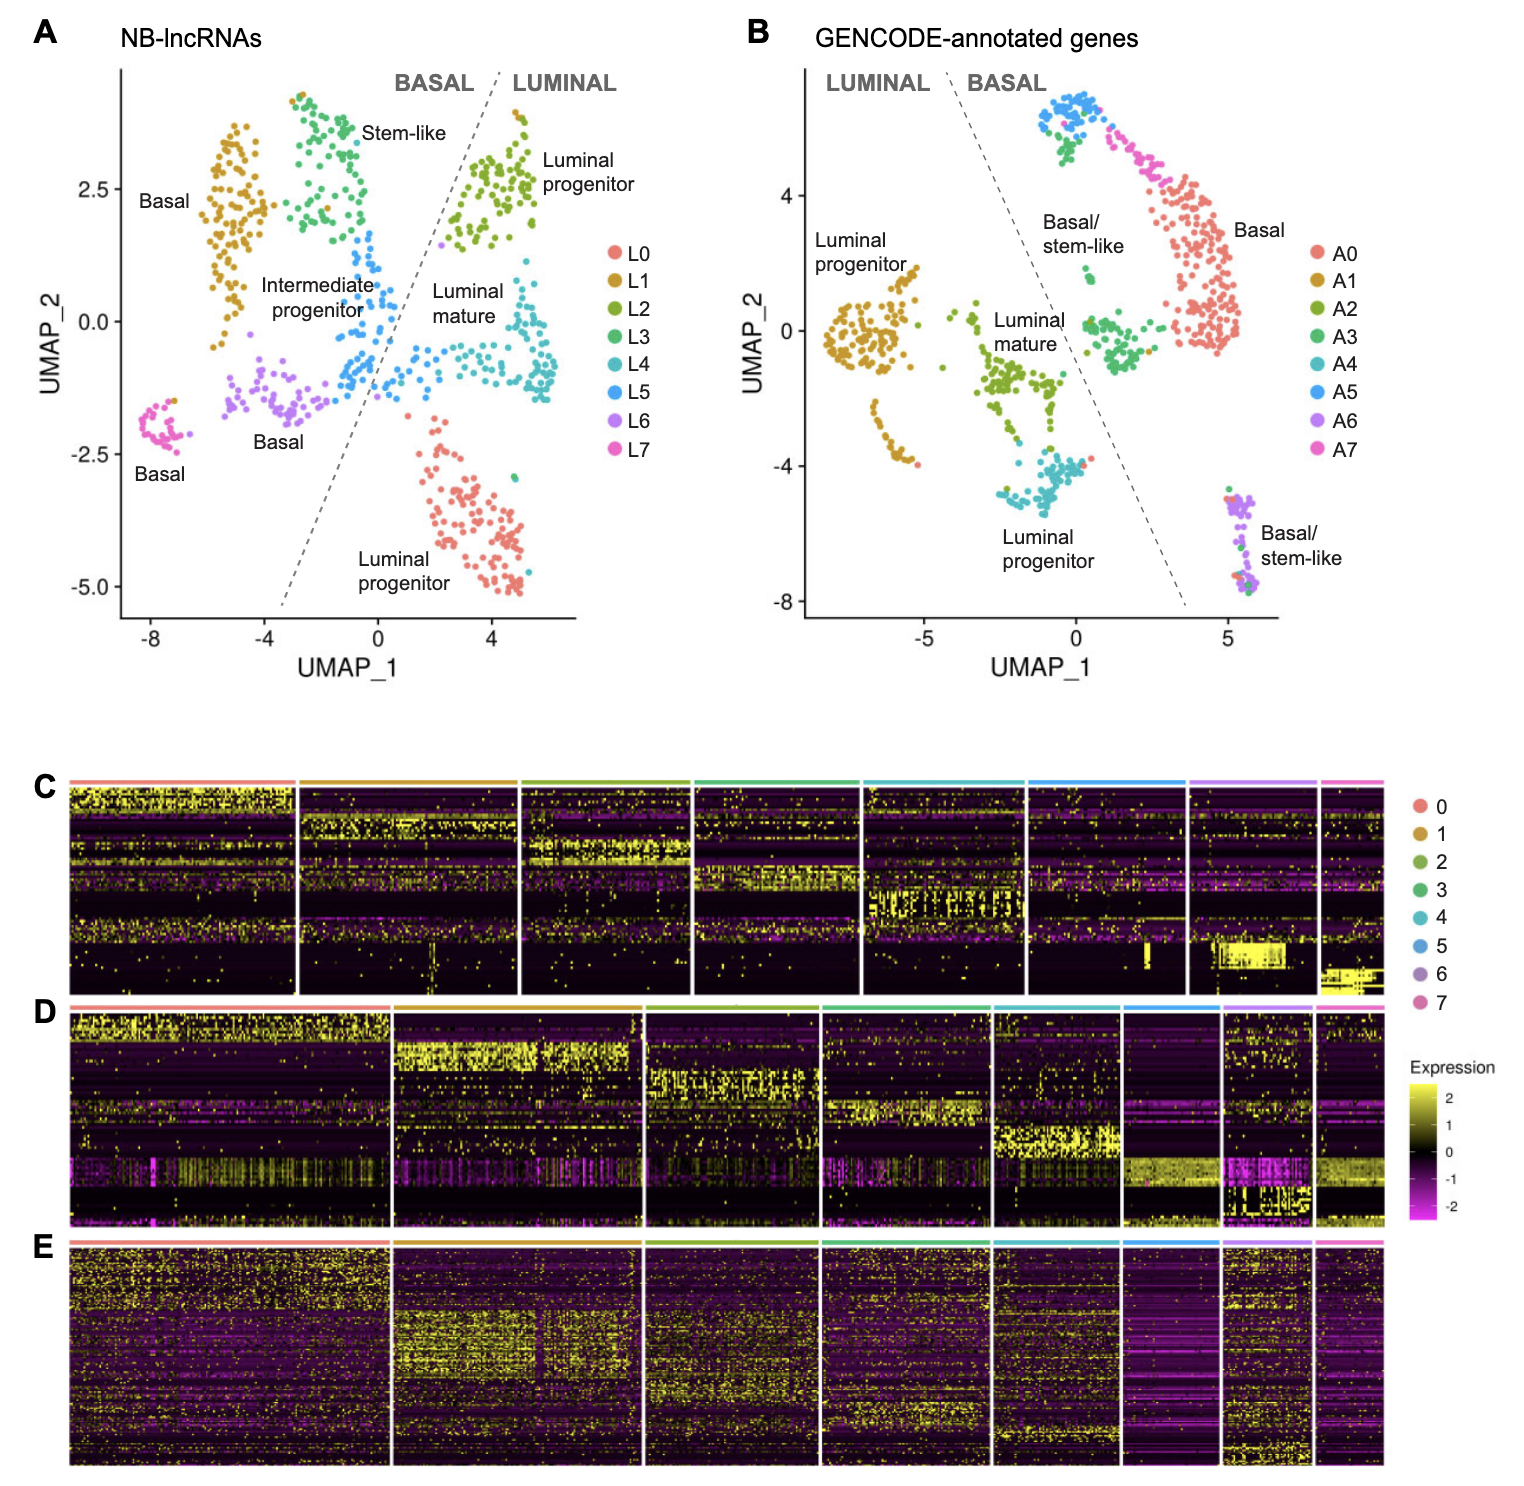 A
NB-lncRNAs
BASAL
LUMINAL
Stem-like
Luminal
progenitor
Basal
Intermediate
progenitor
Luminal
mature
Basal
Basal
Luminal
progenitor
2.5
0.0
-2.5
-5.0
UMAP_2
-8
-4
0
4
UMAP_1
L0
L1
L2
L3
L4
L5
L6
L7
B
GENCODE-annotated genes
LUMINAL
BASAL
Luminal
progenitor
Basal/
stem-like
Basal
Luminal
mature
Luminal
progenitor
Basal/
stem-like
4
0
-4
-8
UMAP_2
-5
0
5
UMAP_1
A0
A1
A2
A3
A4
A5
A6
A7
C
D
E
0
1
2
3
4
5
6
7
Expression
2
1
0
-1
-2